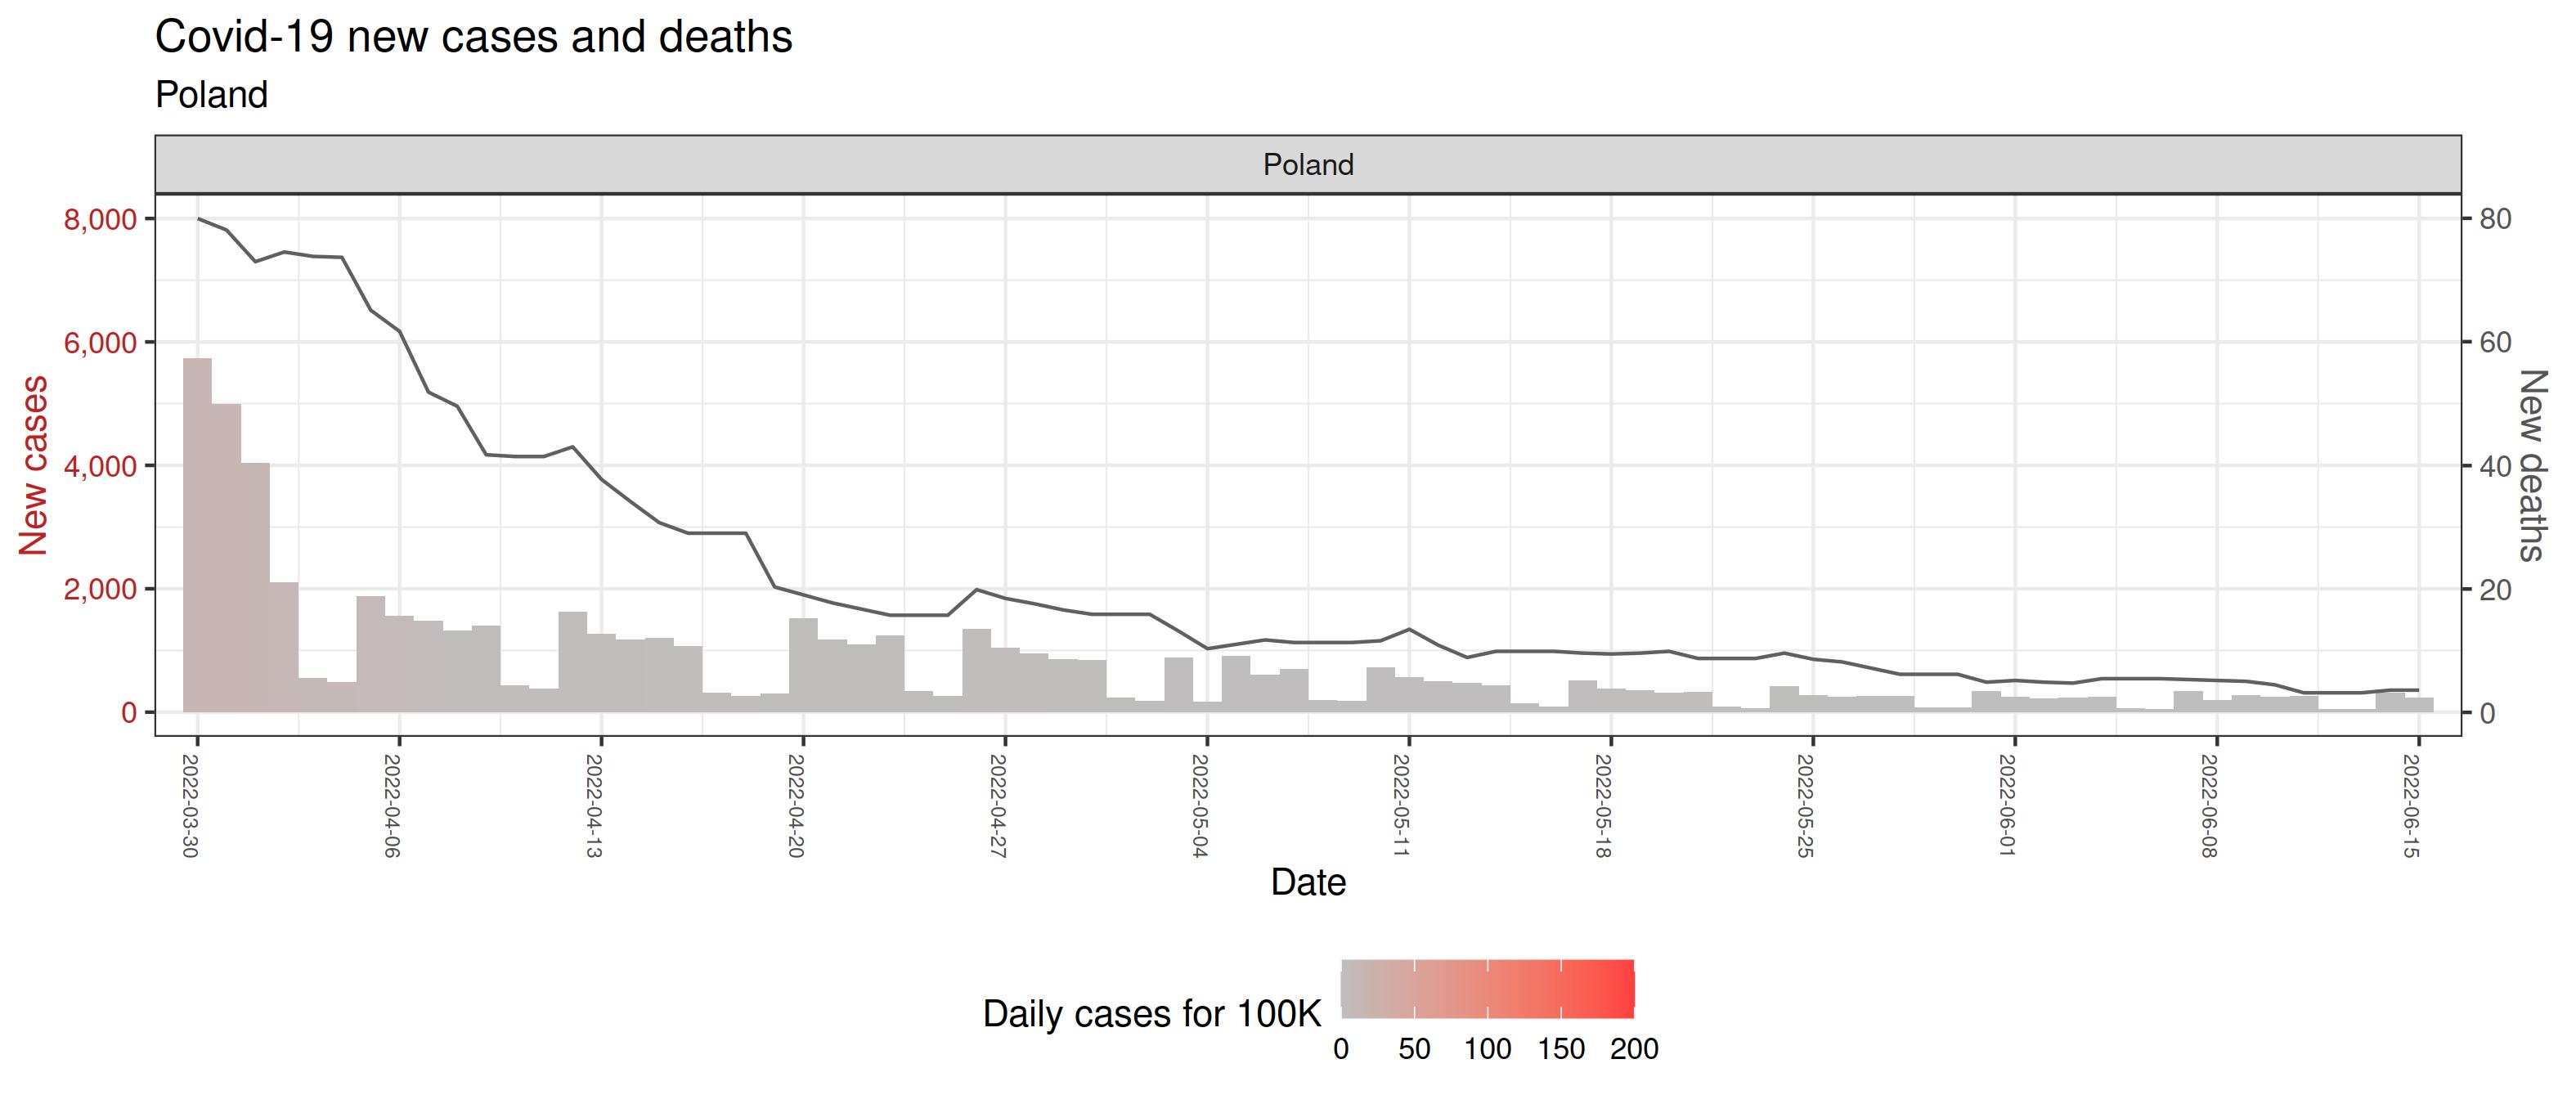 Covid-19 new cases and deaths
Poland
Poland
8,000
6,000
4,000
2,000
0
New cases
80
60
40
20
0
New deaths
2022-03-30
2022-04-06
2022-04-13
2022-04-20
2022-04-27
2022-05-04
2022-05-11
2022-05-18
2022-05-25
2022-06-01
2022-06-08
2022-06-15
Date
Daily cases for 100K
0 50 100 150 200